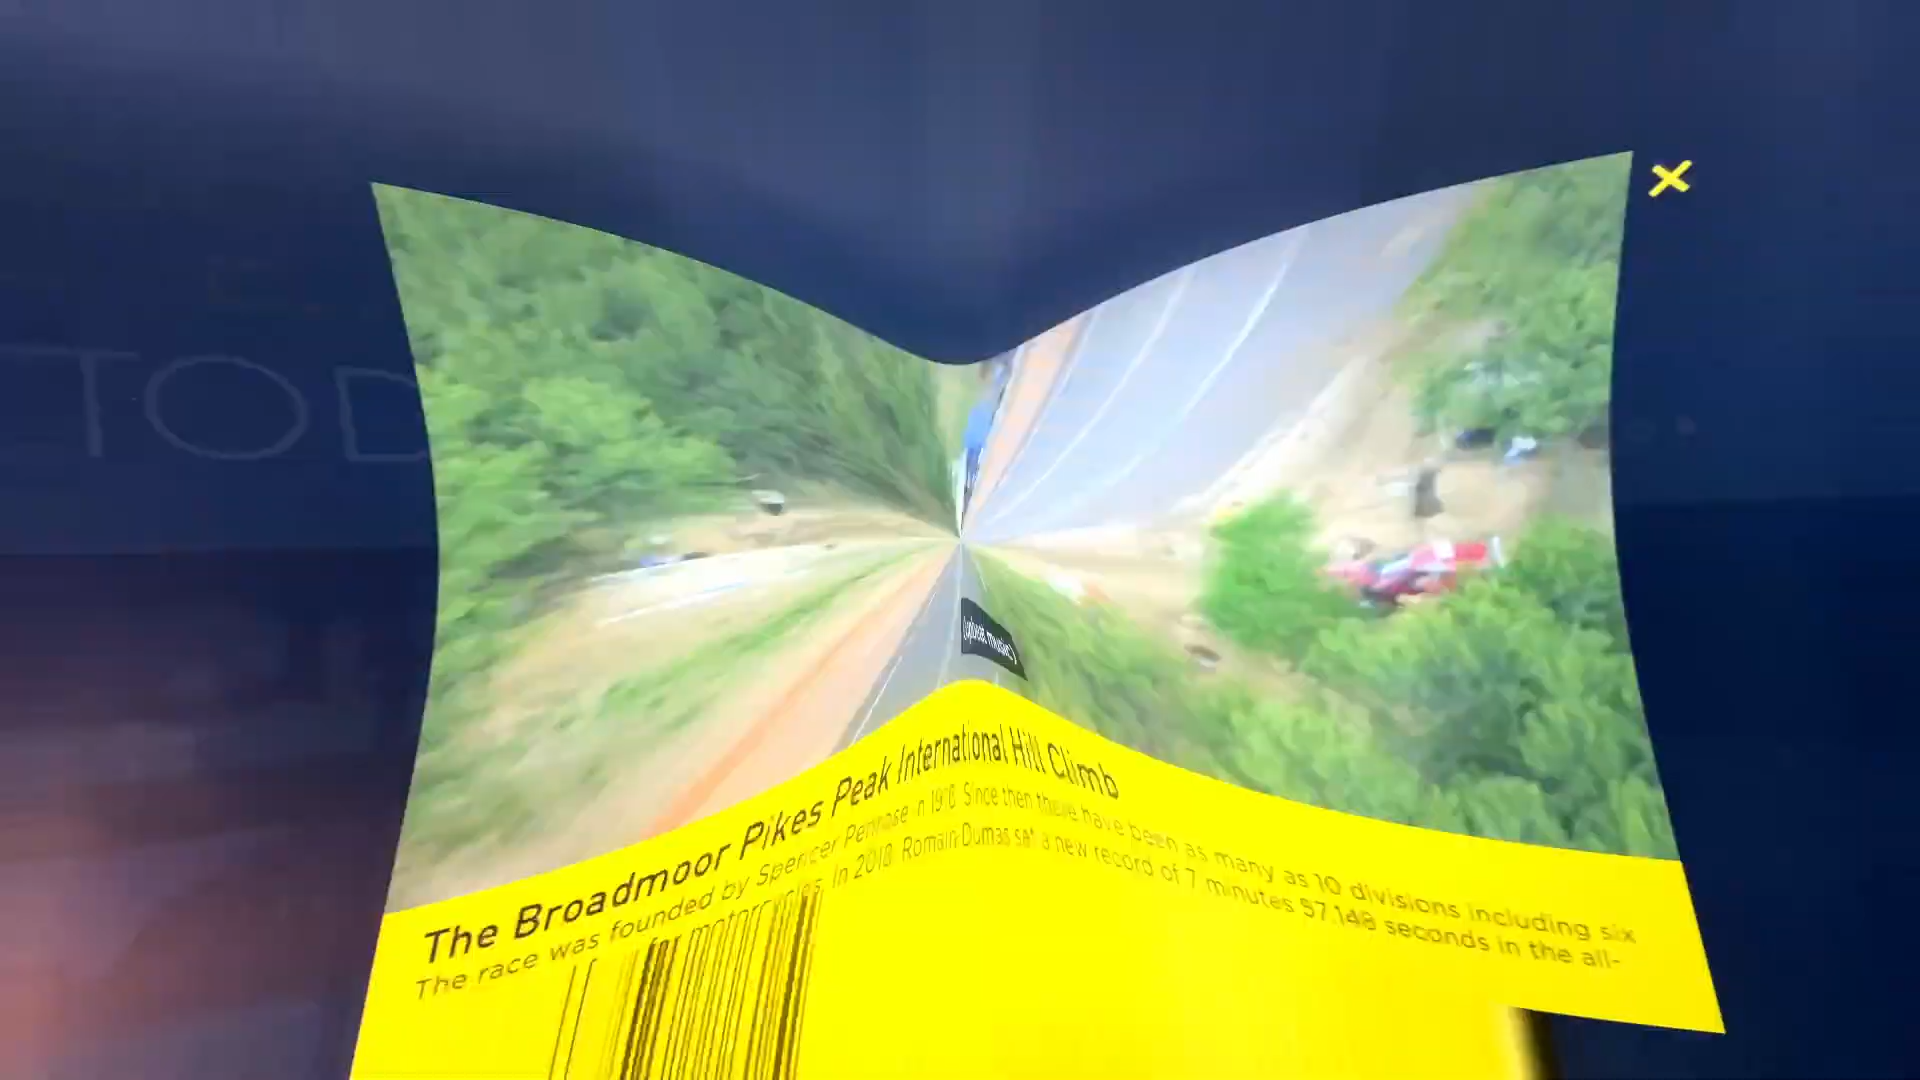 TOD
(upbeat music)
The Broadmoor Pikes Peak International Hill Climb
The race was founded by Spencer Penrose in 1916. Since then there have been as many as 10 divisions including six
for motorcycles. In 2018, Romain Dumas set a new record of 7 minutes 57.148 seconds in the all-